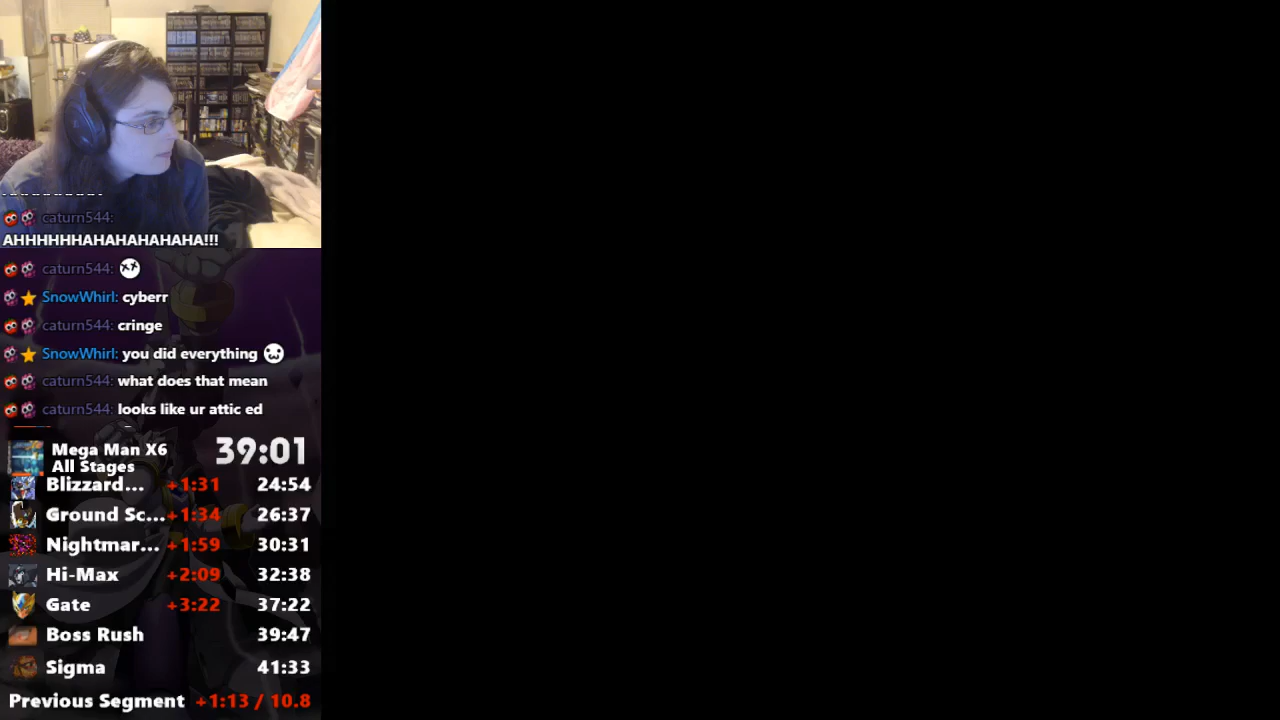 caturn544:
AHHHHHHAHAHAHAHAHA!!!
caturn544:
SnowWhirl: cyberr
caturn544: cringe
SnowWhirl: you did everything
caturn544: what does that mean
caturn544: looks like ur attic ed
Mega Man X6 39:01
All Stages
Blizzard... +1:31 24:54
Ground Sc... +1:34 26:37
Nightmar... +1:59 30:31
Hi-Max +2:09 32:38
Gate +3:22 37:22
Boss Rush 39:47
Sigma 41:33
Previous Segment +1:13 / 10.8